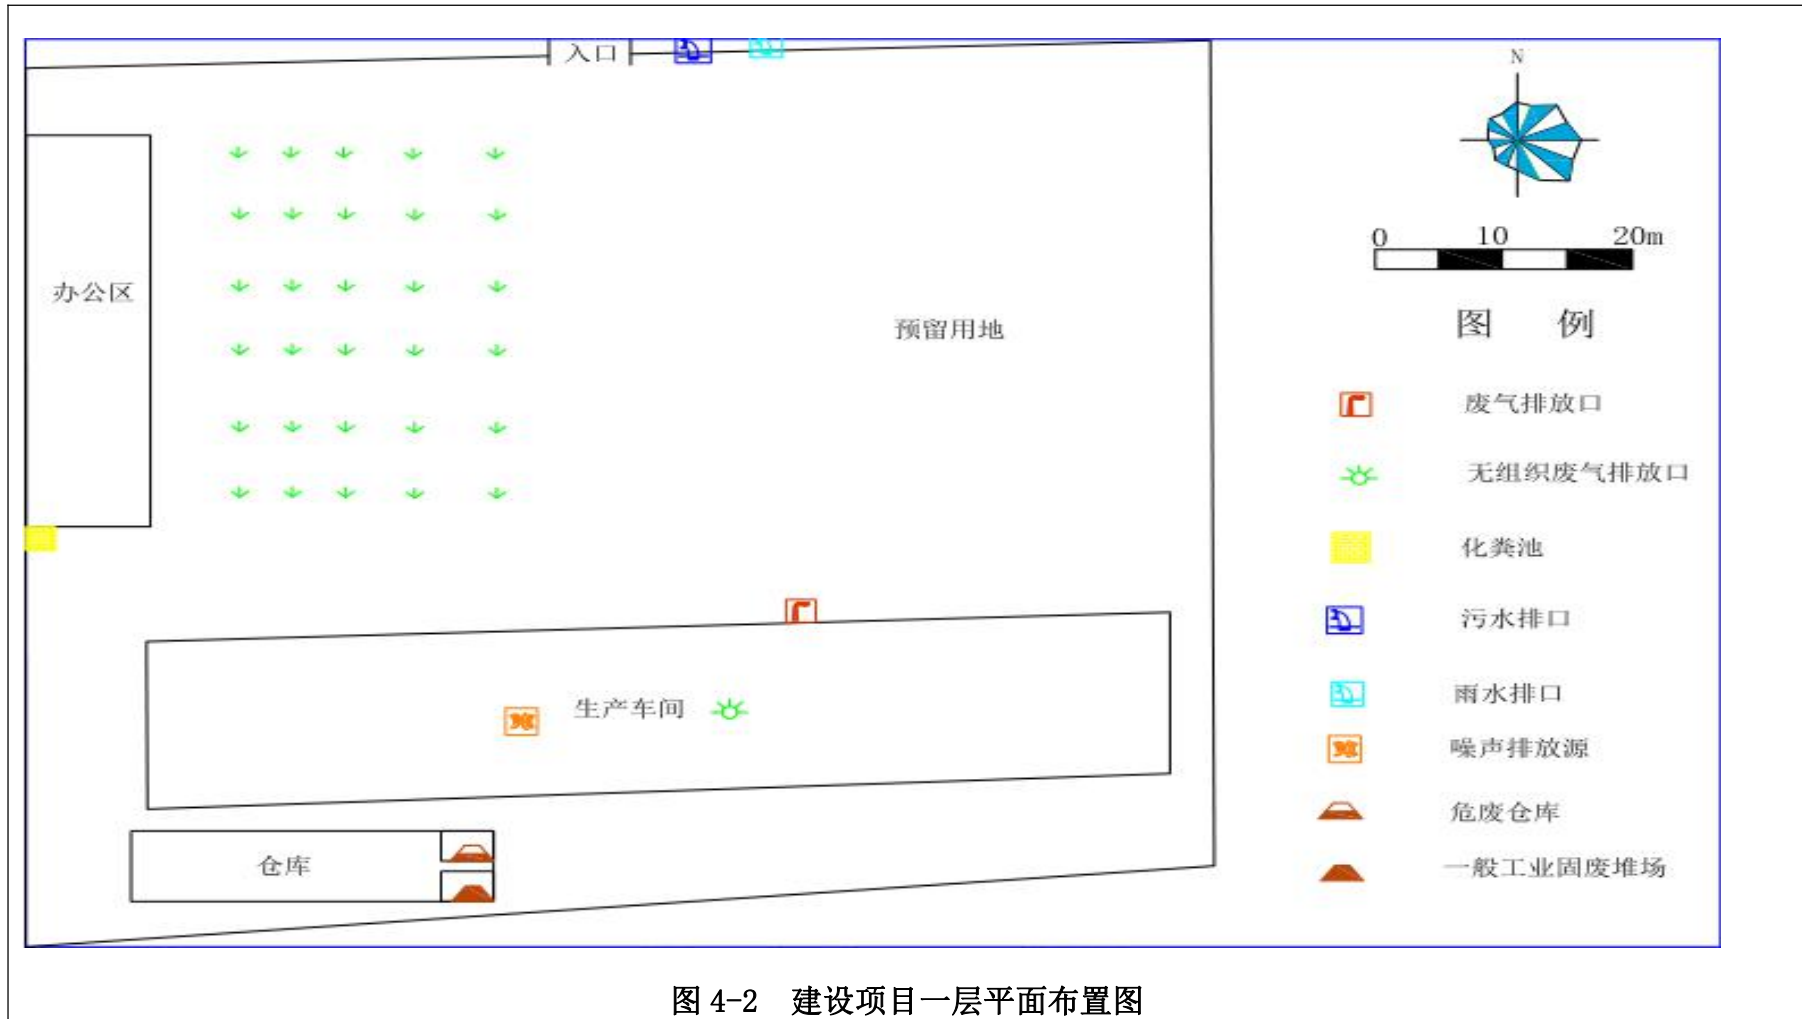 入口
N
0 10 20m
办公区
预留用地
图 例
废气排放口
无组织废气排放口
化粪池
污水排口
生产车间
雨水排口
噪声排放源
危废仓库
仓库
一般工业固废堆场
图 4-2 建设项目一层平面布置图